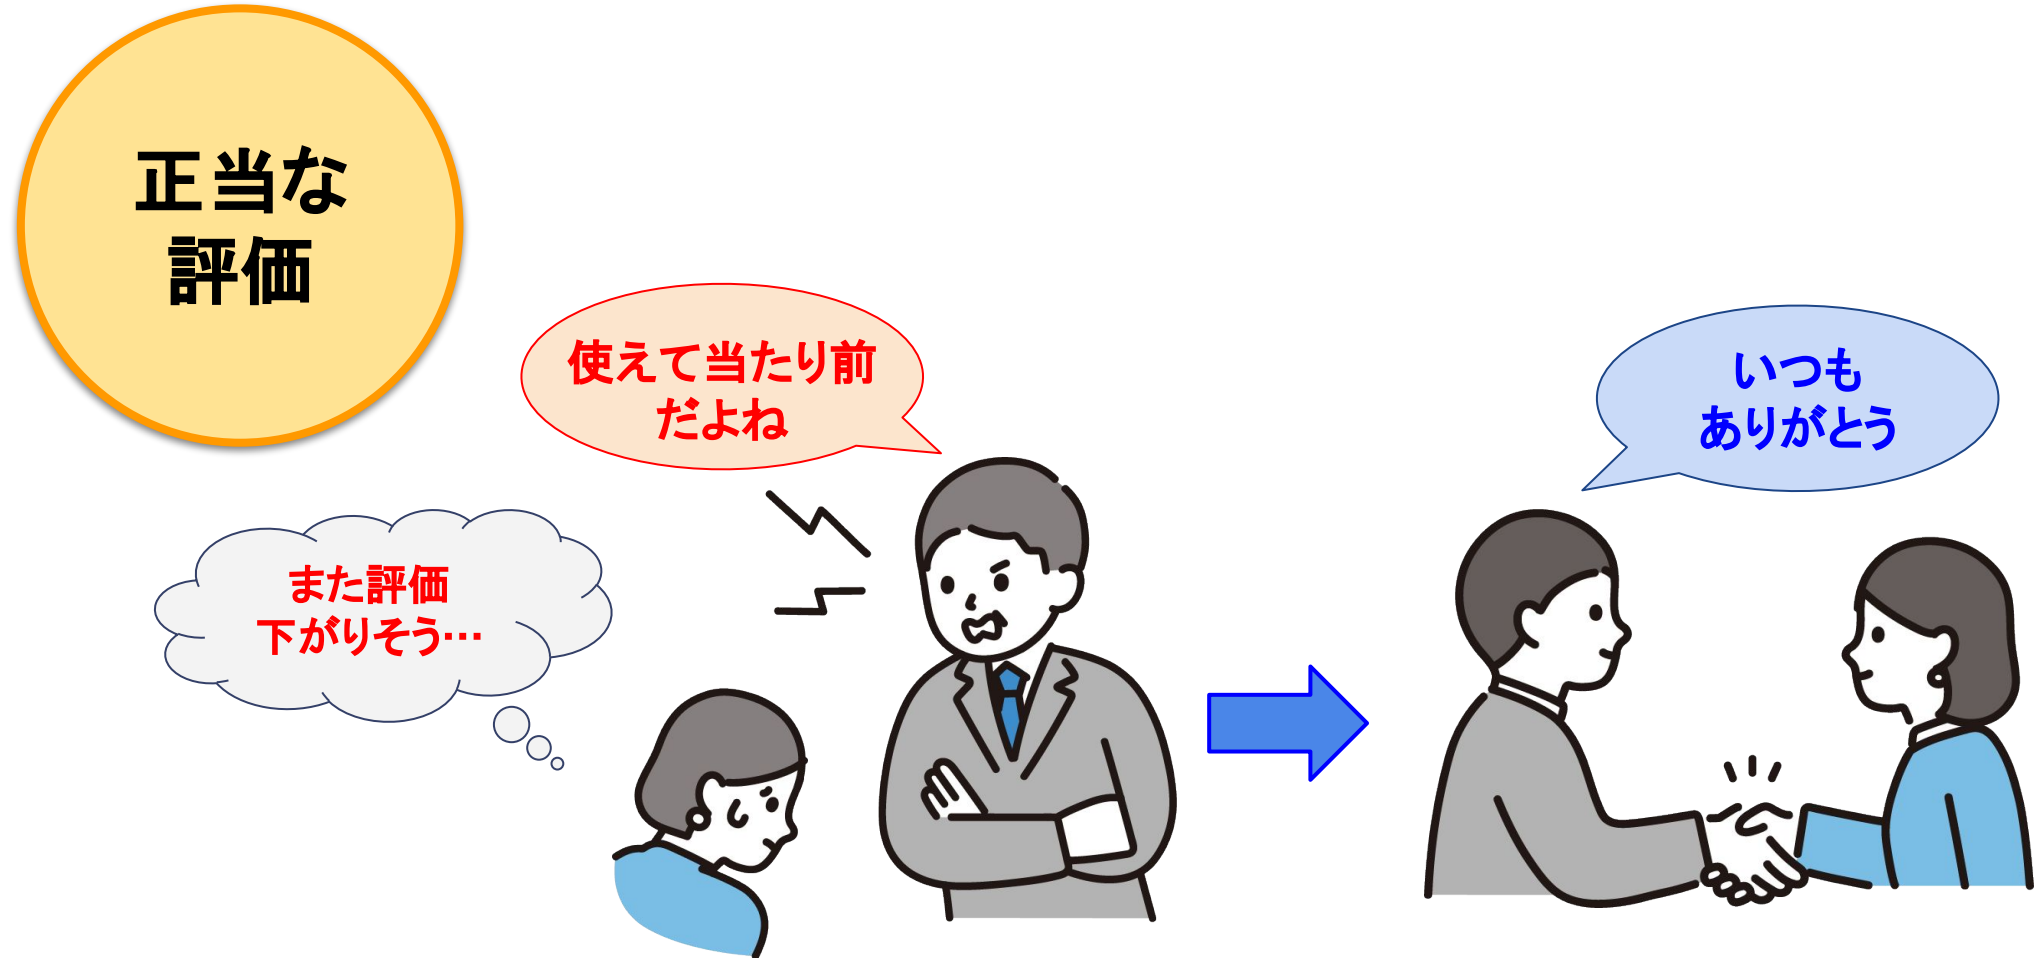 正当な
評価
使えて当たり前
だよね
また評価
下がりそう…
いつも
ありがとう